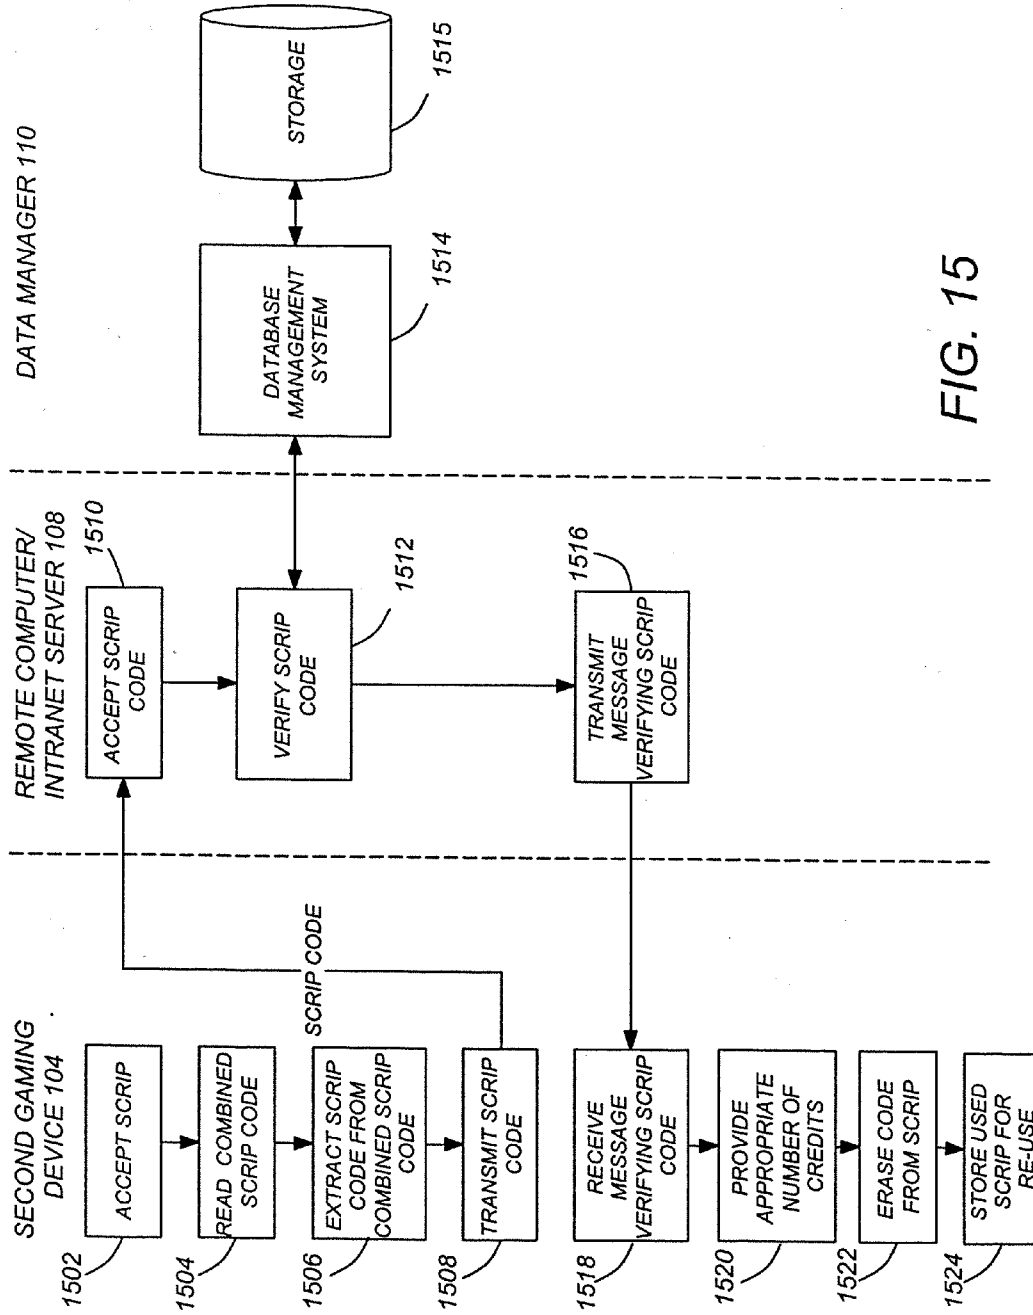 SECOND GAMING
DEVICE 104
1502
ACCEPT SCRIP
1504
READ COMBINED
SCRIP CODE
1506
EXTRACT SCRIP
CODE FROM
COMBINED SCRIP
CODE
1508
TRANSMIT SCRIP
CODE
SCRIP CODE
1518
RECEIVE
MESSAGE
VERIFYING SCRIP
CODE
1520
PROVIDE
APPROPRIATE
NUMBER OF
CREDITS
1522
ERASE CODE
FROM SCRIP
1524
STORE USED
SCRIP FOR
RE-USE
REMOTE COMPUTER/
INTRANET SERVER 108
1510
ACCEPT SCRIP
CODE
1512
VERIFY SCRIP
CODE
1516
TRANSMIT
MESSAGE
VERIFYING SCRIP
CODE
DATA MANAGER 110
DATABASE
MANAGEMENT
SYSTEM
1514
STORAGE
1515
FIG. 15